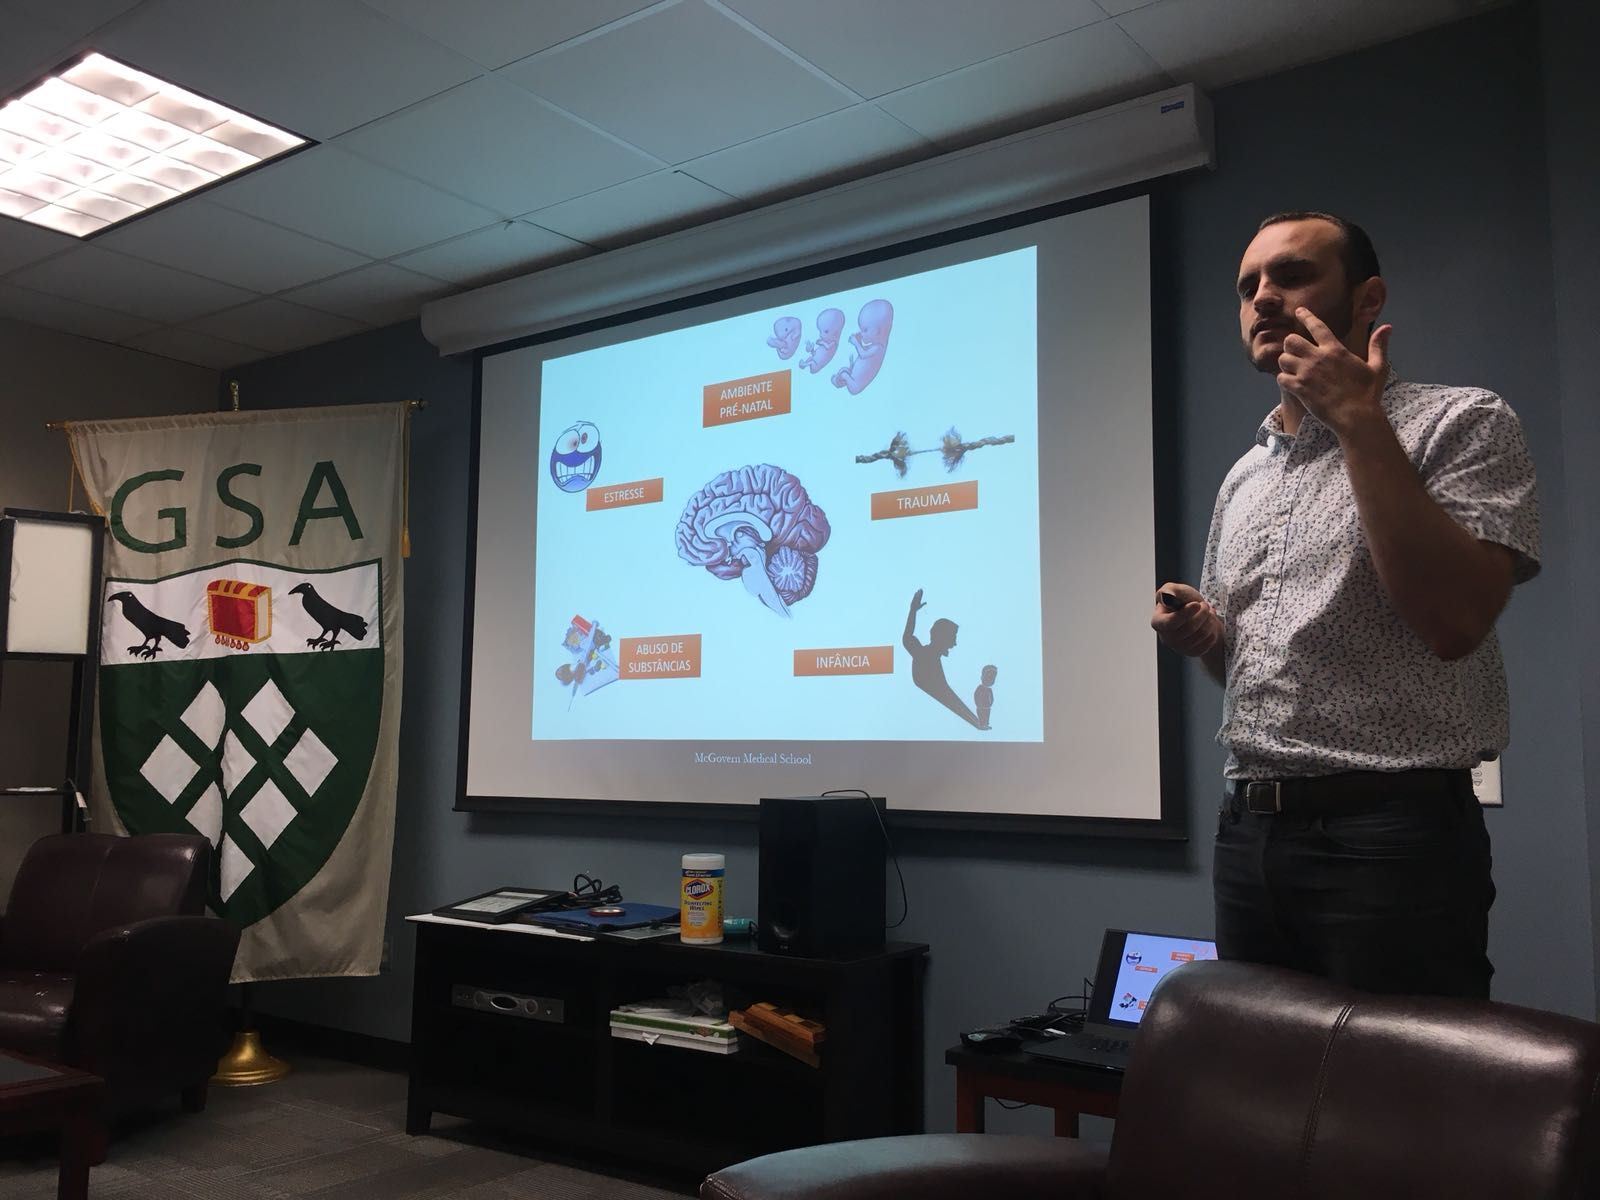 GSA
AMBIENTE
PRÉ-NATAL
ESTRESSE
TRAUMA
ABUSO DE
SUBSTÂNCIAS
INFÂNCIA
McGovern Medical School
CLOROX
DISINFECTING
WIPES